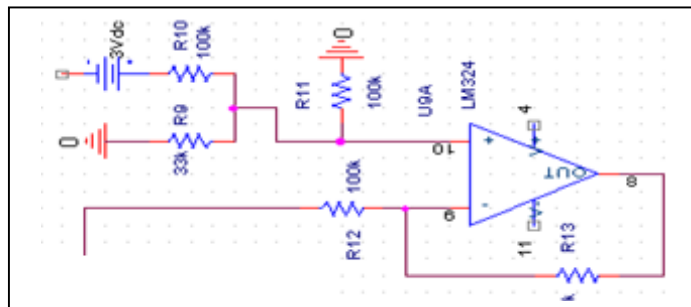 3Vdc
R10
100k
0
R11
100k
U9A
LM324
4
R9
33k
0
+
10
V+
OUT
8
100k
R12
-
9
V-
11
R13
k